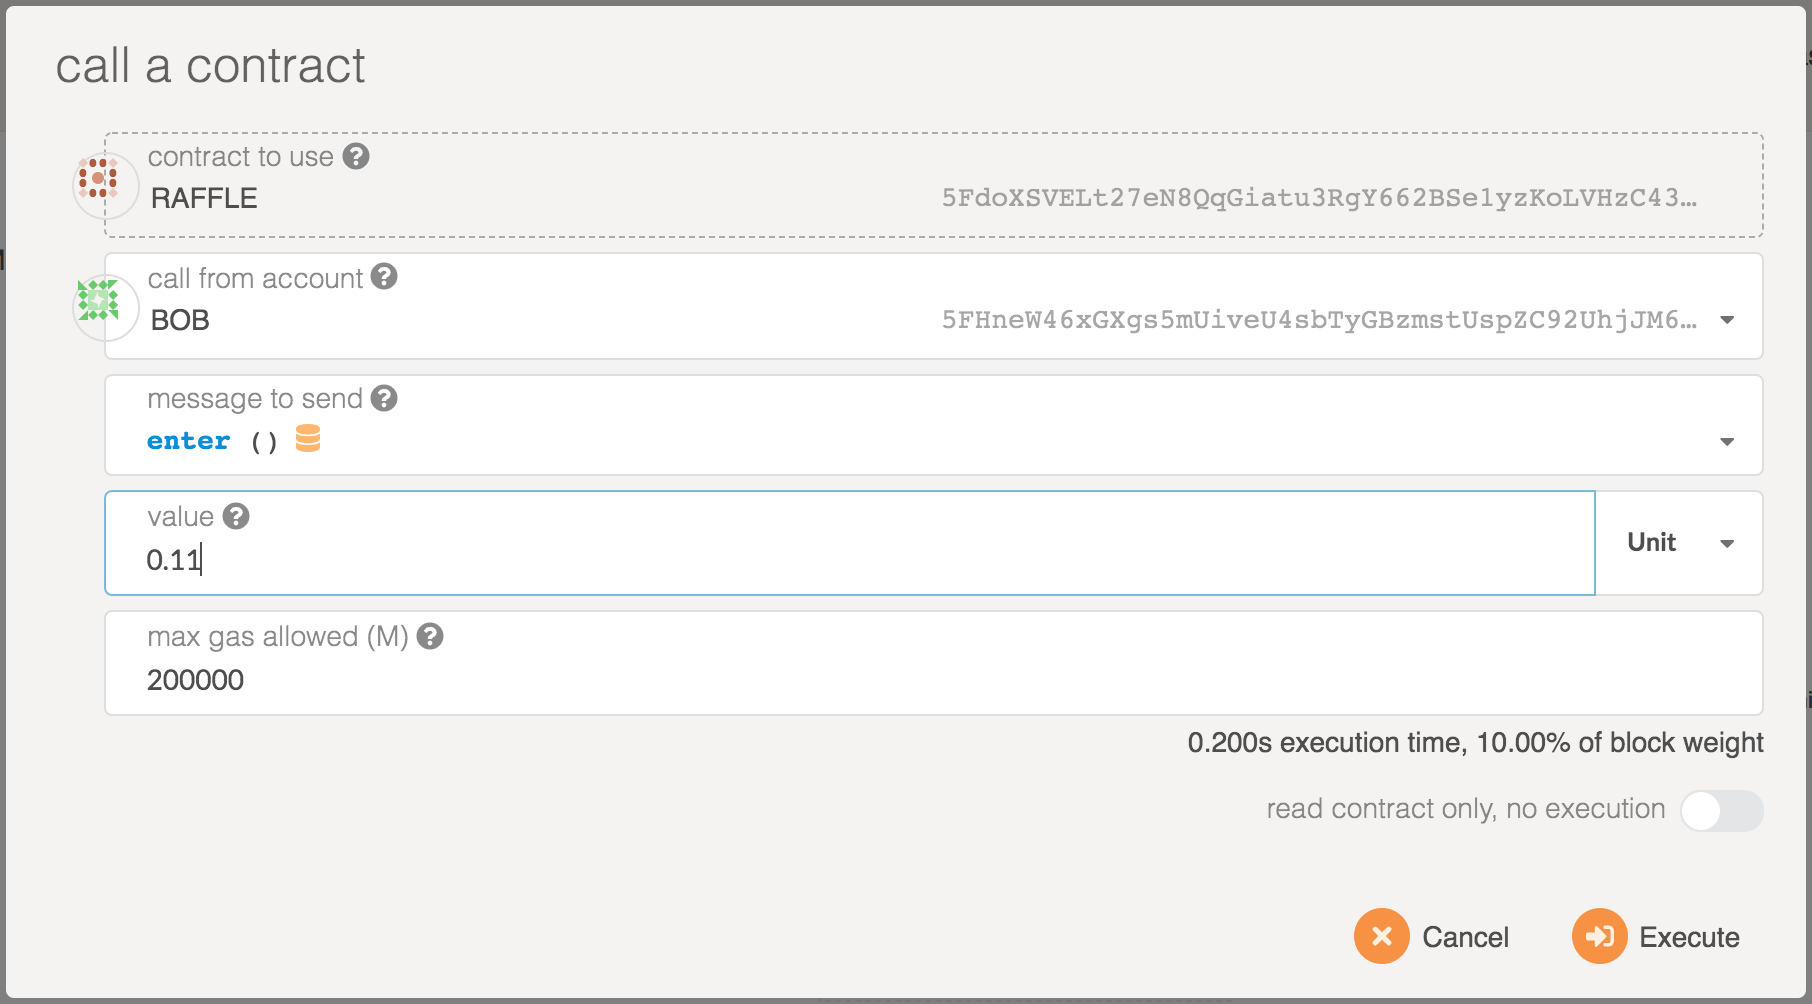 call a contract
contract to use
RAFFLE 5FdoXSVELt27eN8QqGiatu3RgY662BSe1yzKoLVHzC43…
call from account
BOB 5FHneW46xGXgs5mUiveU4sbTyGBzmstUspZC92UhjJM6…
message to send
enter ()
value
0.11 Unit
max gas allowed (M)
200000
0.200s execution time, 10.00% of block weight
read contract only, no execution
Cancel Execute